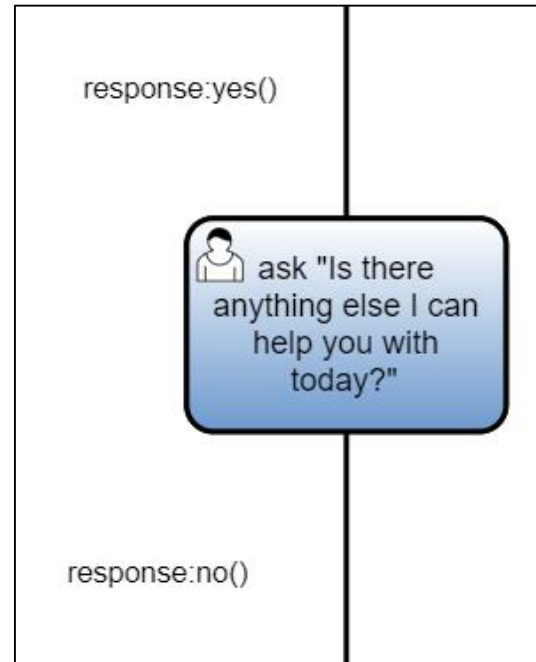 response:yes()
ask "Is there
anything else I can
help you with
today?"
response:no()